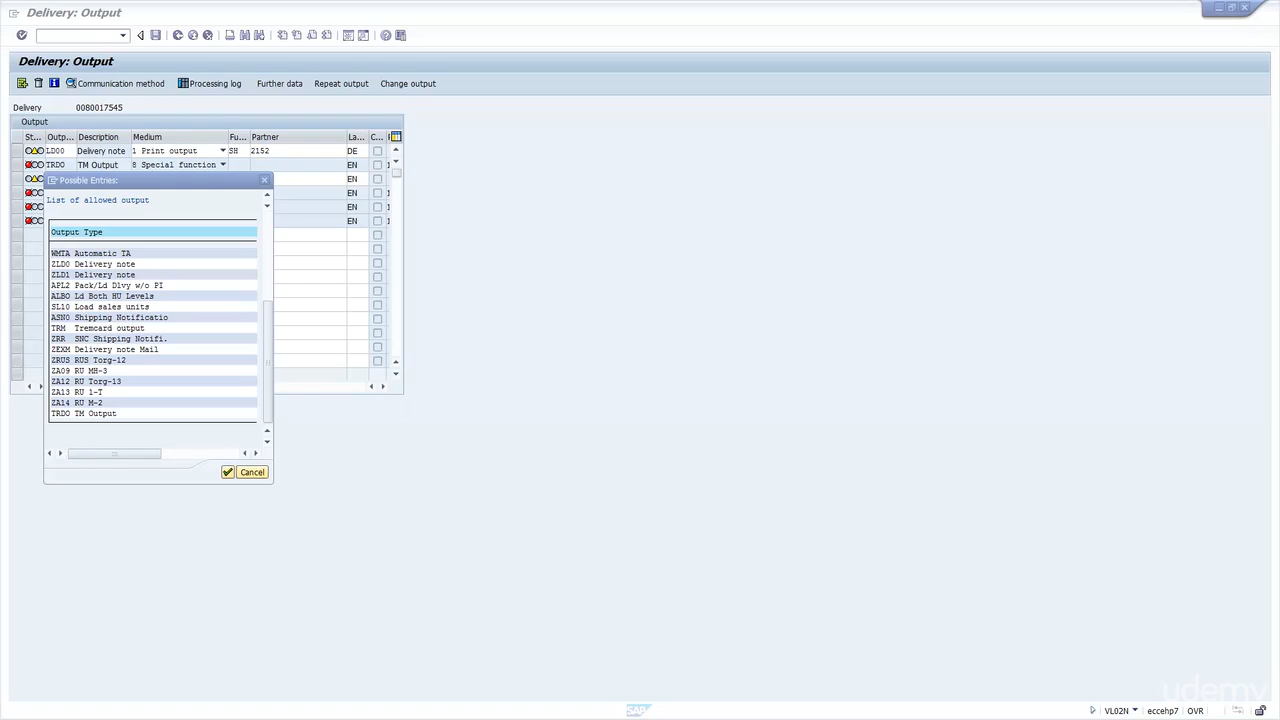 Delivery: Output
Delivery: Output
Communication method Processing log Further data Repeat output Change output
Delivery 0080017545
Output
St... Outp... Description Medium Fu... Partner La... C...
LD00 Delivery note 1 Print output SH 2152 DE
TRDO TM Output 8 Special function EN
EN
EN
EN
EN
Possible Entries:
List of allowed output
Output Type
WMTA Automatic TA
ZLD0 Delivery note
ZLD1 Delivery note
APL2 Pack/Ld Dlvy w/o PI
ALBO Ld Both HU Levels
SL10 Load sales units
ASN0 Shipping Notificatio
TRM Tremcard output
ZRR SNC Shipping Notifi.
ZEXM Delivery note Mail
ZRUS RUS Torg-12
ZA09 RU MH-3
ZA12 RU Torg-13
ZA13 RU 1-T
ZA14 RU M-2
TRDO TM Output
Cancel
udemy
SAP VL02N eccehp7 OVR